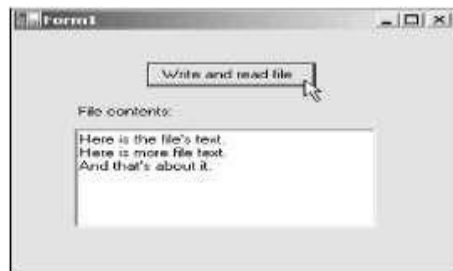 Form1
Write and read file
File contents:
Here is the file's text.
Here is more file text.
And that's about it.